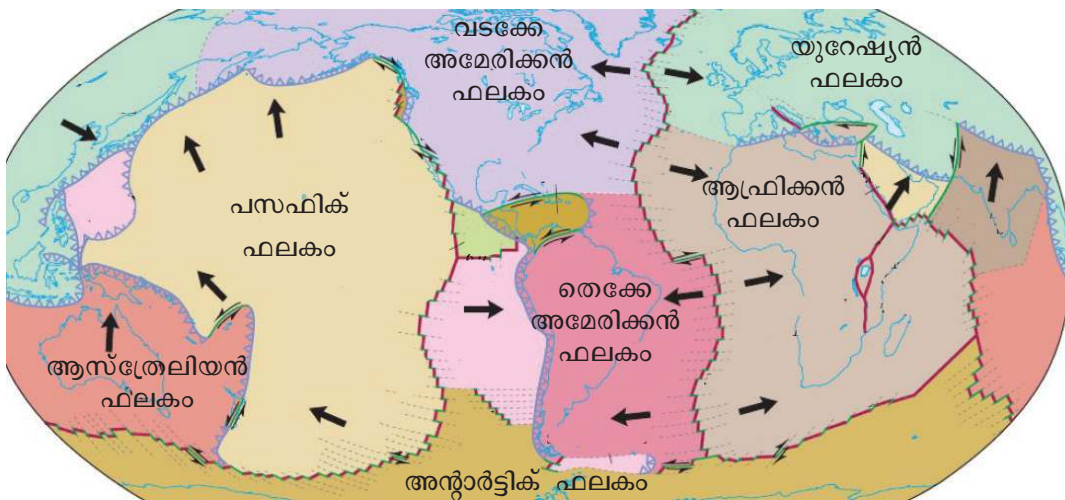 വടക്കേ
അമേരിക്കൻ
ഫലകം
യുറേഷ്യൻ
ഫലകം
പസഫിക്
ഫലകം
ആഫ്രിക്കൻ
ഫലകം
തെക്കേ
അമേരിക്കൻ
ഫലകം
ആസ്ത്രേലിയൻ
ഫലകം
അന്റാർട്ടിക് ഫലകം